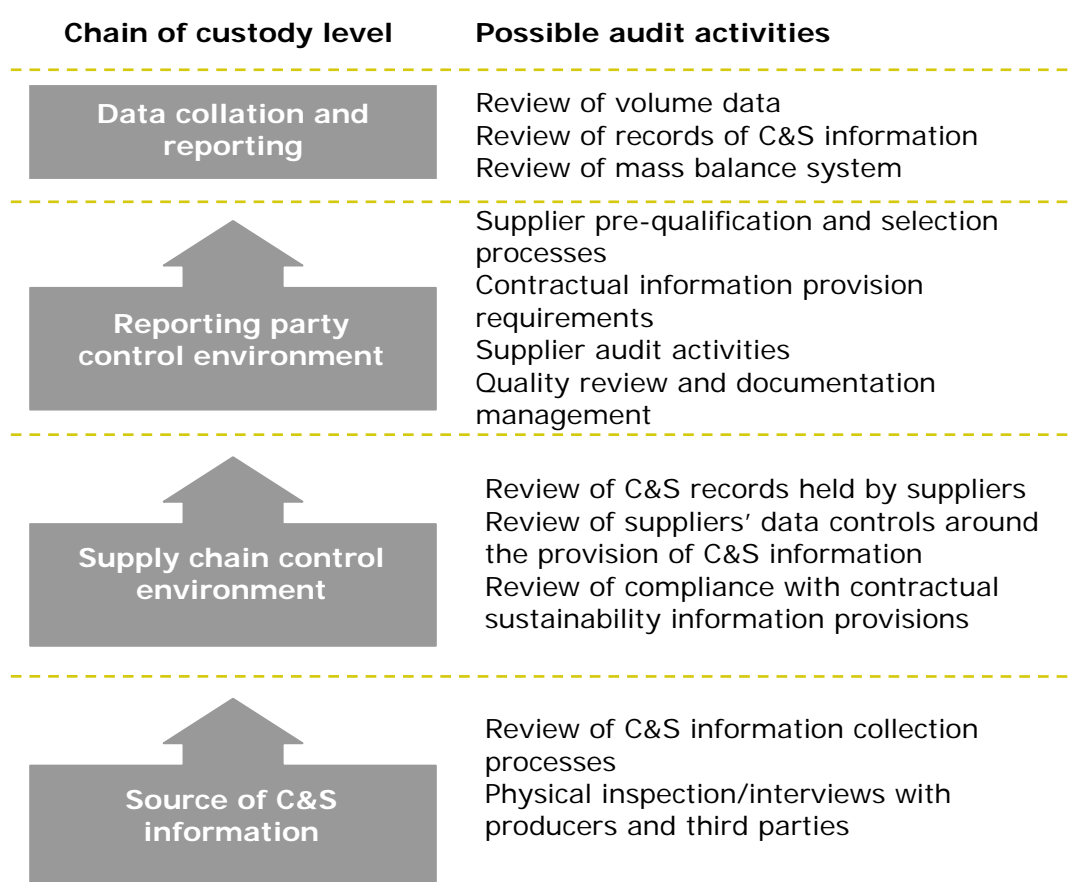 Chain of custody level
Possible audit activities
Data collation and
reporting
Review of volume data
Review of records of C&S information
Review of mass balance system
Reporting party
control environment
Supplier pre-qualification and selection
processes
Contractual information provision
requirements
Supplier audit activities
Quality review and documentation
management
Supply chain control
environment
Review of C&S records held by suppliers
Review of suppliers’ data controls around
the provision of C&S information
Review of compliance with contractual
sustainability information provisions
Source of C&S
information
Review of C&S information collection
processes
Physical inspection/interviews with
producers and third parties